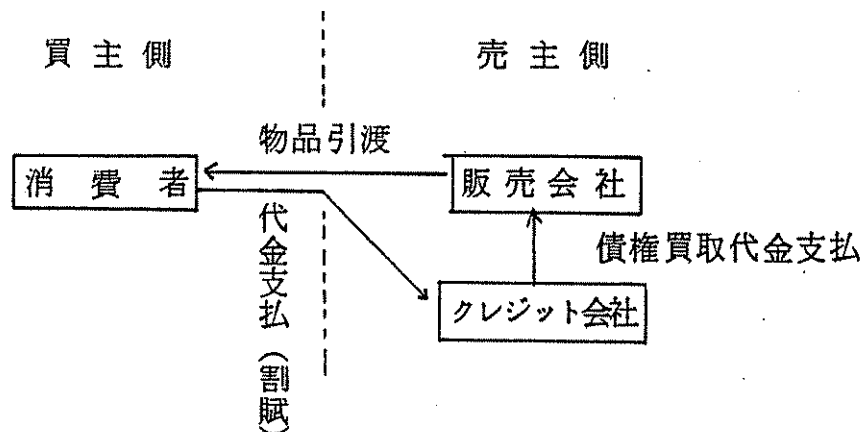 買主側
売主側
物品引渡
消費者
販売会社
代金支払(割賦)
債権買取代金支払
クレジット会社